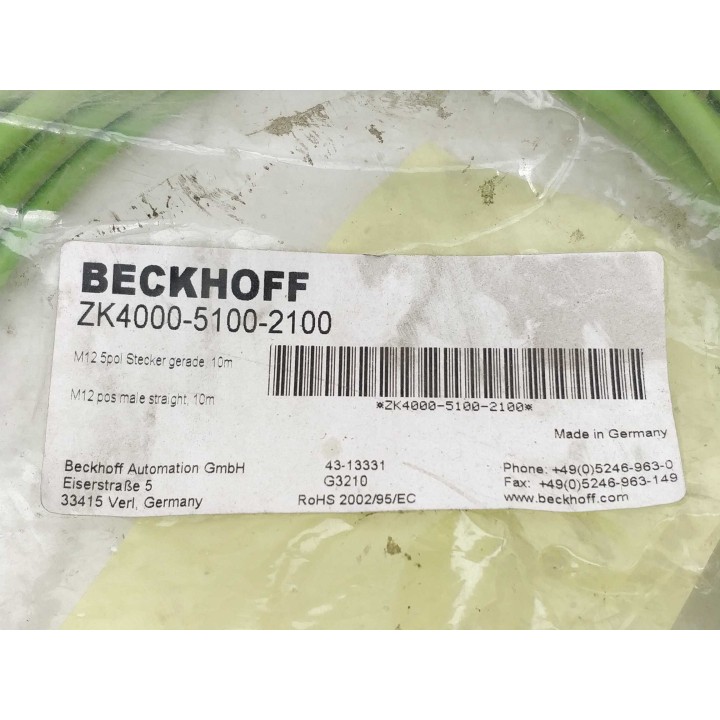 BECKHOFF
ZK4000-5100-2100
M12 5pol Stecker gerade, 10m
M12 pos male straight, 10m
*ZK4000-5100-2100*
Made in Germany
Beckhoff Automation GmbH
Eiserstraße 5
33415 Verl, Germany
43-13331
G3210
RoHS 2002/95/EC
Phone: +49(0)5246-963-0
Fax: +49(0)5246-963-149
www.beckhoff.com